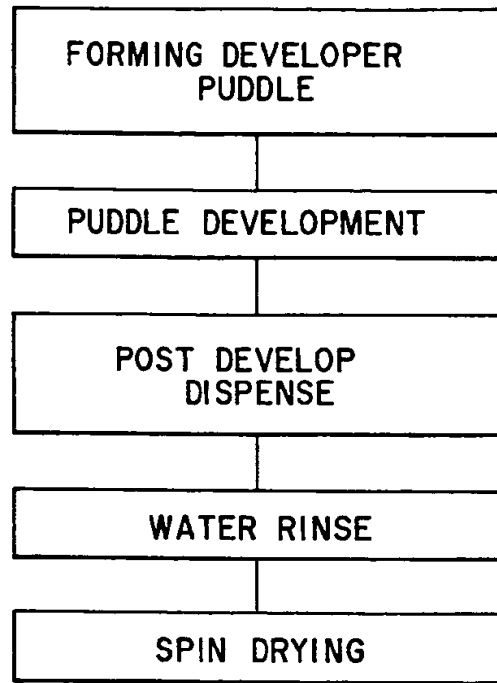 FORMING DEVELOPER
PUDDLE
PUDDLE DEVELOPMENT
POST DEVELOP
DISPENSE
WATER RINSE
SPIN DRYING